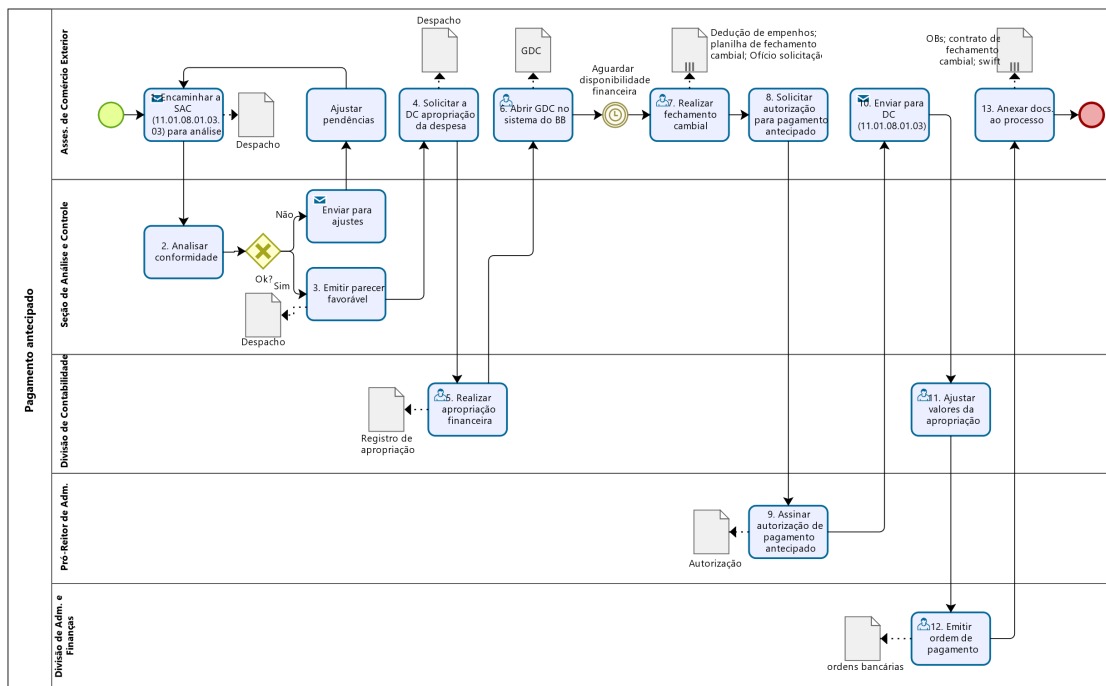 Pagamento antecipado
Asses. de Comércio Exterior
1. Encaminhar a
SAC
(11.01.08.01.03.
03) para análise
Despacho
Ajustar
pendências
Despacho
4. Solicitar a
DC apropriação
da despesa
GDC
6. Abrir GDC no
sistema do BB
Aguardar
disponibilidade
financeira
Dedução de empenhos;
planilha de fechamento
cambial; Ofício solicitação
7. Realizar
fechamento
cambial
8. Solicitar
autorização
para pagamento
antecipado
10. Enviar para
DC
(11.01.08.01.03)
OBs; contrato de
fechamento
cambial; swift
13. Anexar docs.
ao processo
Seção de Análise e Controle
2. Analisar
conformidade
Ok?
Não
Sim
Enviar para
ajustes
3. Emitir parecer
favorável
Despacho
Divisão de Contabilidade
Registro de
apropriação
5. Realizar
apropriação
financeira
11. Ajustar
valores da
apropriação
Pró-Reitor de Adm.
Autorização
9. Assinar
autorização de
pagamento
antecipado
Divisão de Adm. e
Finanças
ordens bancárias
12. Emitir
ordem de
pagamento